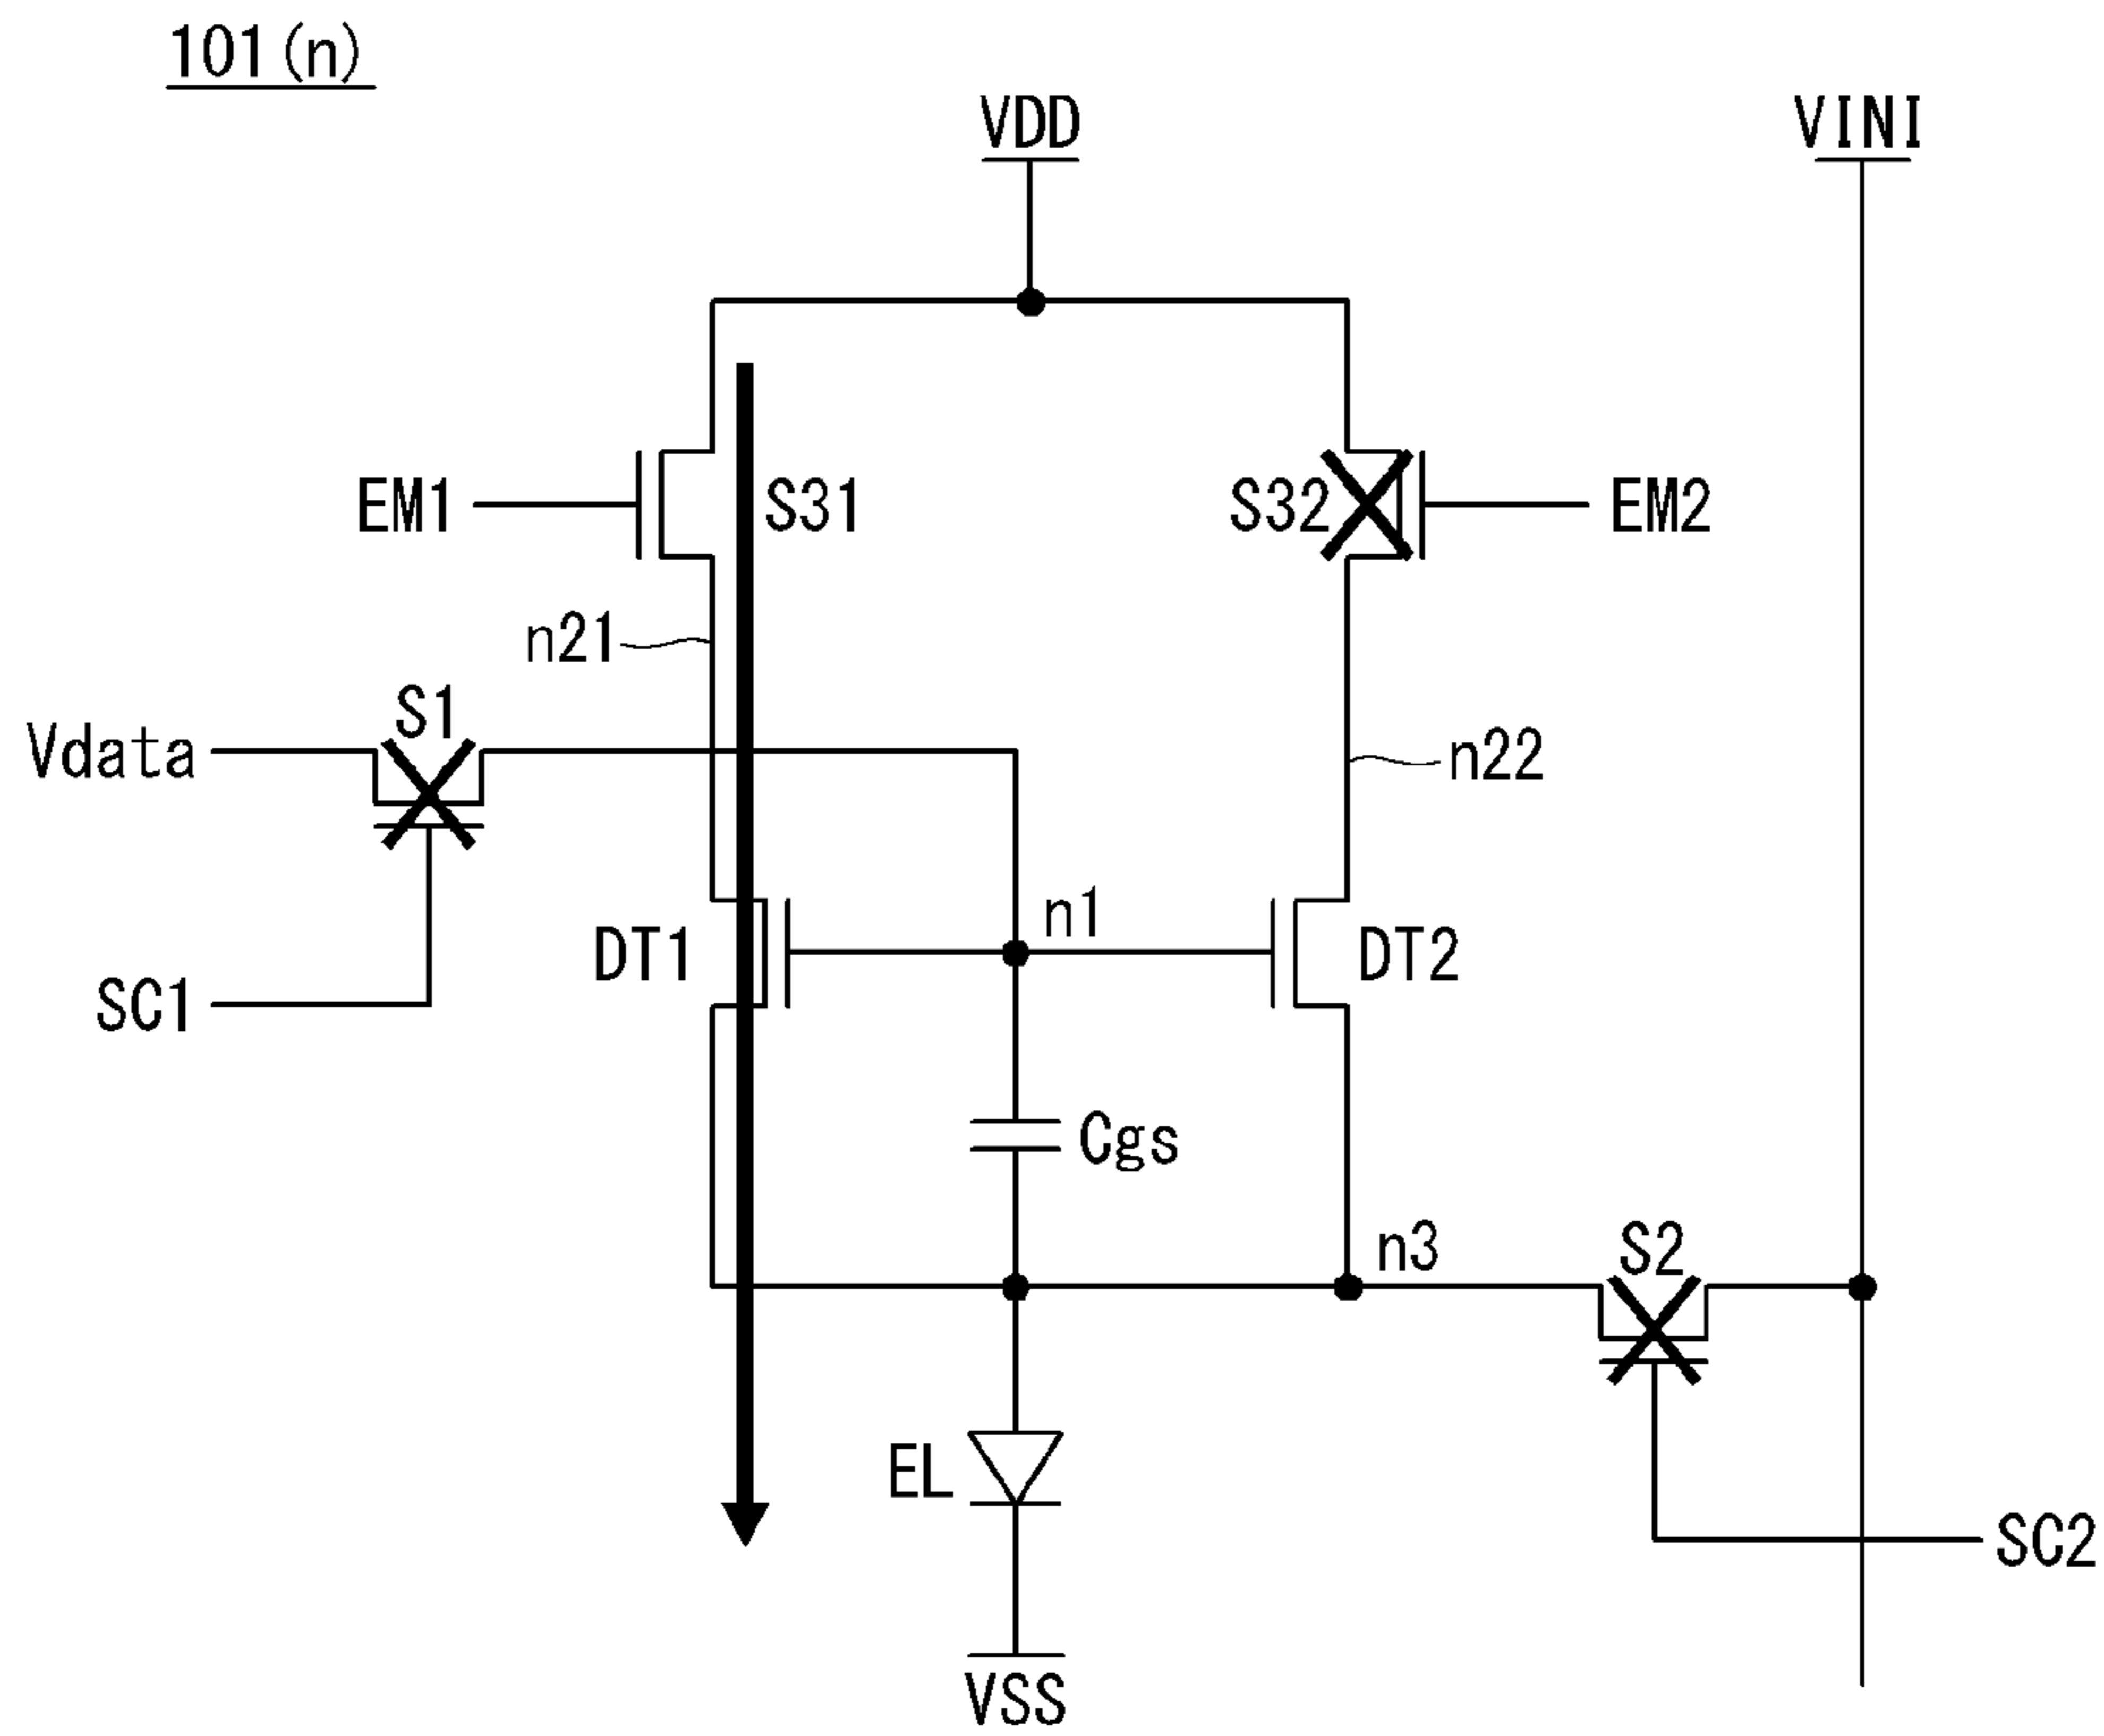 101(n)
VDD
VINI
EM1
S31
S32
EM2
n21
S1
Vdata
n22
n1
DT1
DT2
SC1
Cgs
n3
S2
EL
SC2
VSS